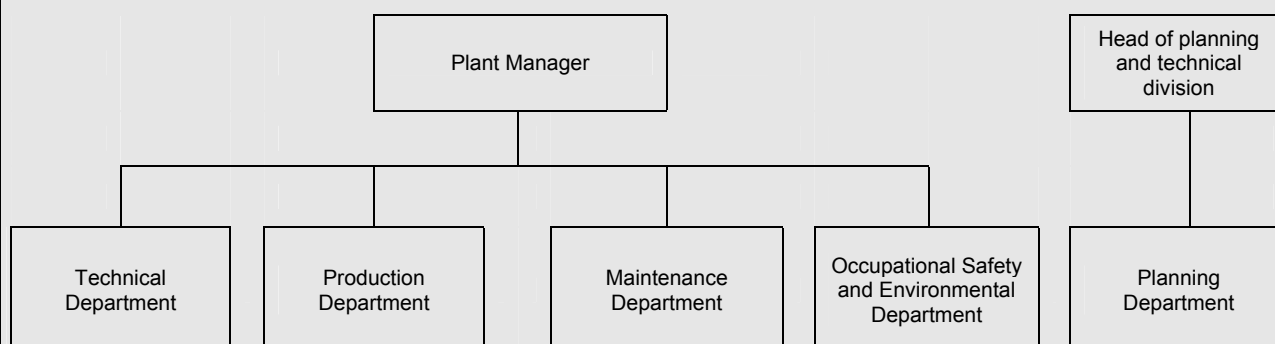 Plant Manager
Head of planning
and technical
division
Technical
Department
Production
Department
Maintenance
Department
Occupational Safety
and Environmental
Department
Planning
Department